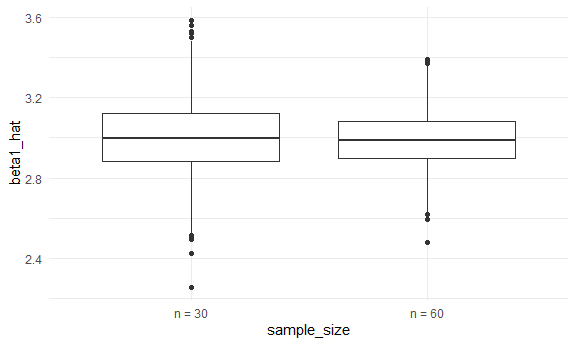 3.6
3.2
2.8
2.4
beta1_hat
n = 30
n = 60
sample_size